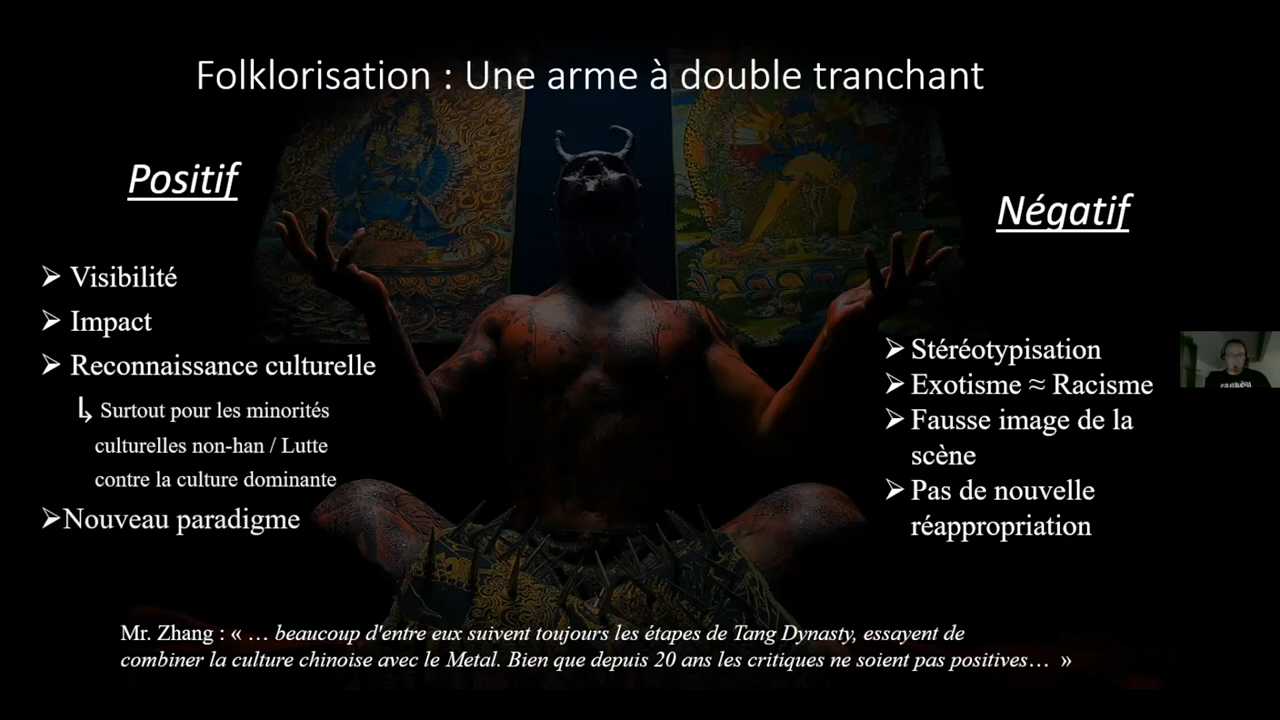 Folklorisation : Une arme à double tranchant
Positif
➢ Visibilité
➢ Impact
➢ Reconnaissance culturelle
↳ Surtout pour les minorités
culturelles non-han / Lutte
contre la culture dominante
➢Nouveau paradigme
Négatif
➢ Stéréotypisation
➢ Exotisme ≈ Racisme
➢ Fausse image de la
scène
➢ Pas de nouvelle
réappropriation
Mr. Zhang : « … beaucoup d'entre eux suivent toujours les étapes de Tang Dynasty, essayent de
combiner la culture chinoise avec le Metal. Bien que depuis 20 ans les critiques ne soient pas positives… »